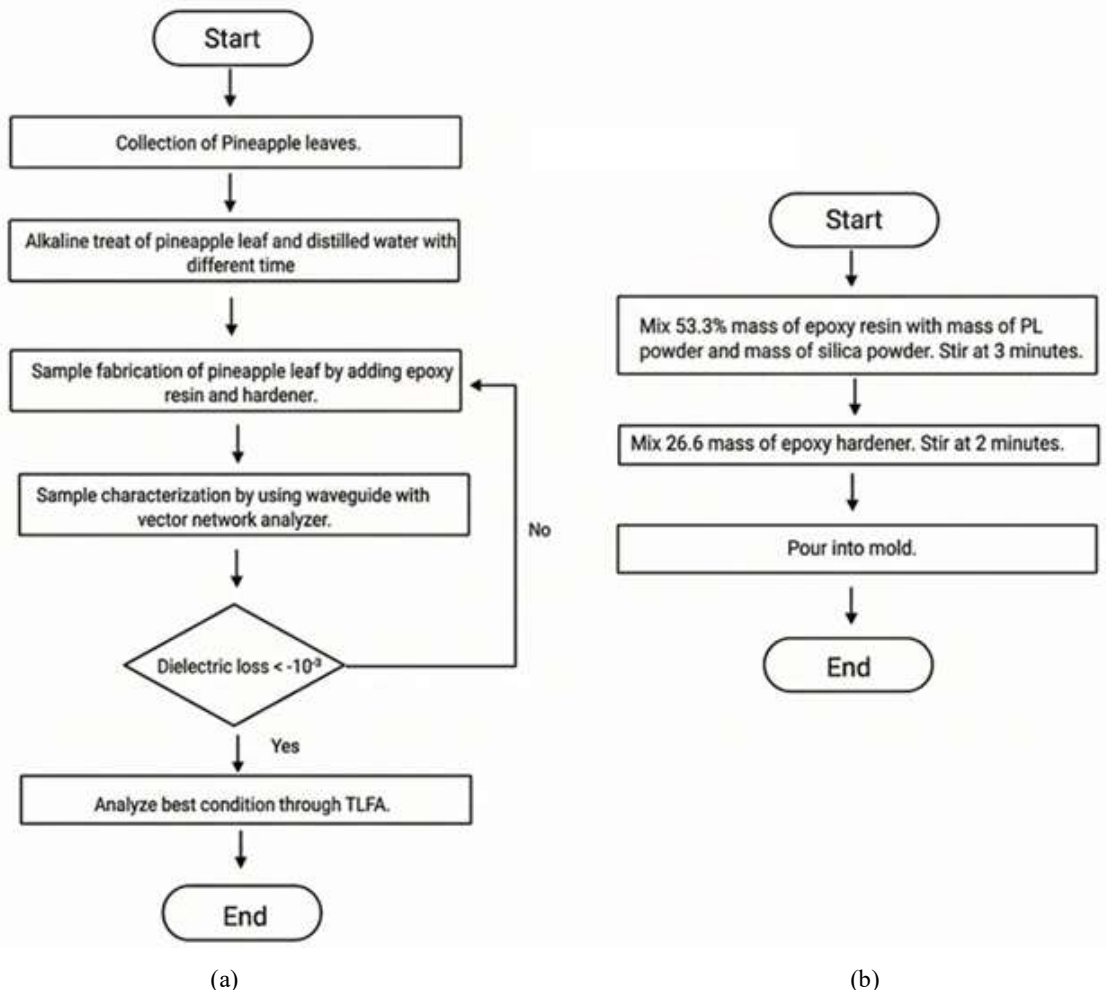 Start
Collection of Pineapple leaves.
Alkaline treat of pineapple leaf and distilled water with
different time
Sample fabrication of pineapple leaf by adding epoxy
resin and hardener.
Sample characterization by using waveguide with
vector network analyzer.
No
Dielectric loss < -10⁻³
Yes
Analyze best condition through TLFA.
End
(a)
Start
Mix 53.3% mass of epoxy resin with mass of PL
powder and mass of silica powder. Stir at 3 minutes.
Mix 26.6 mass of epoxy hardener. Stir at 2 minutes.
Pour into mold.
End
(b)